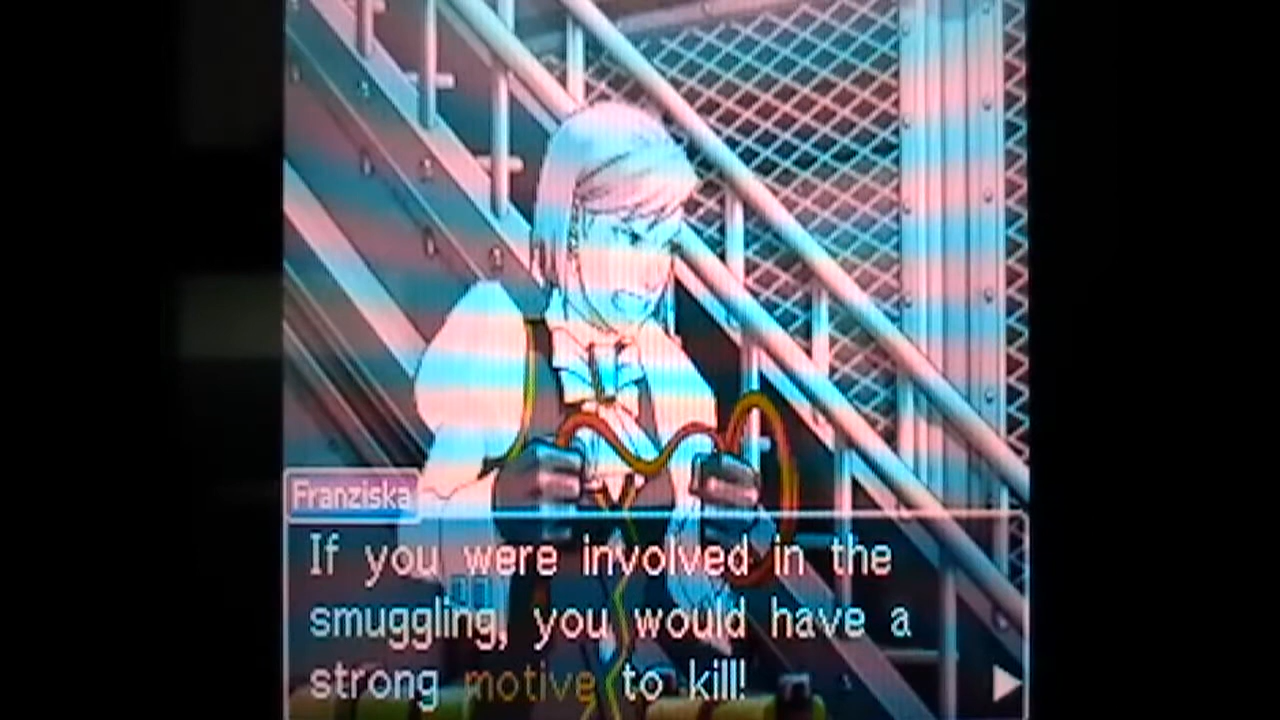 Franziska
If you were involved in the
smuggling, you would have a
strong motive to kill!